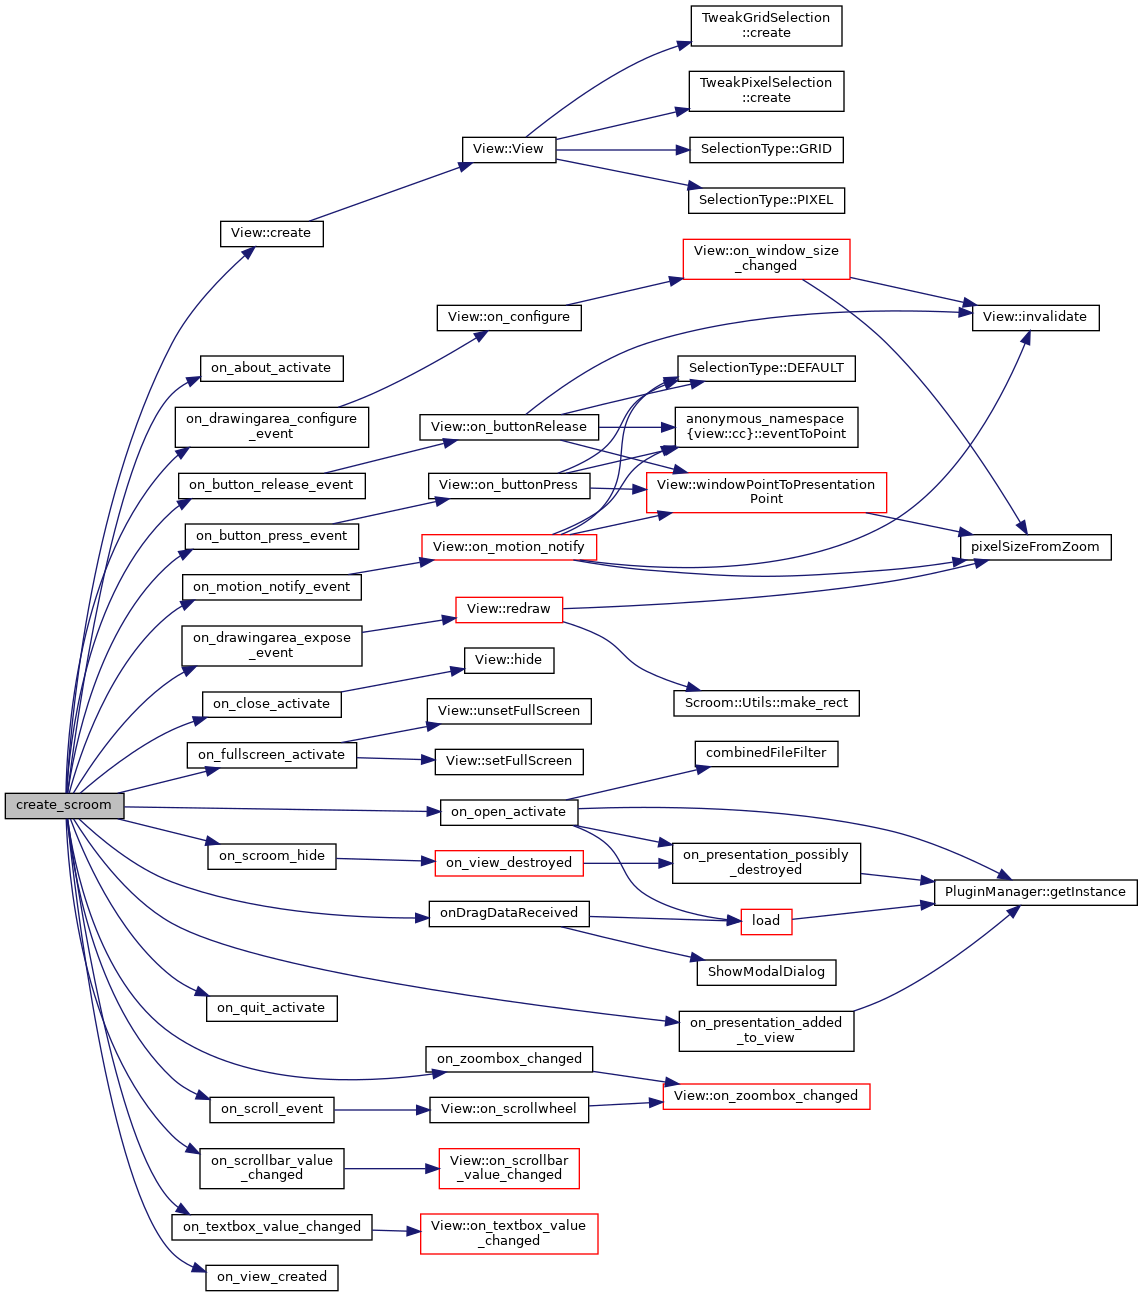 TweakGridSelection
::create
TweakPixelSelection
::create
View::View
SelectionType::GRID
SelectionType::PIXEL
View::create
View::on_window_size
_changed
View::on_configure
View::invalidate
on_about_activate
SelectionType::DEFAULT
on_drawingarea_configure
_event
View::on_buttonRelease
anonymous_namespace
{view::cc}::eventToPoint
on_button_release_event
View::on_buttonPress
View::windowPointToPresentation
Point
on_button_press_event
View::on_motion_notify
pixelSizeFromZoom
on_motion_notify_event
View::redraw
on_drawingarea_expose
_event
View::hide
on_close_activate
Scroom::Utils::make_rect
View::unsetFullScreen
on_fullscreen_activate
View::setFullScreen
combinedFileFilter
create_scroom
on_open_activate
on_scroom_hide
on_view_destroyed
on_presentation_possibly
_destroyed
PluginManager::getInstance
onDragDataReceived
load
ShowModalDialog
on_quit_activate
on_presentation_added
_to_view
on_zoombox_changed
View::on_zoombox_changed
on_scroll_event
View::on_scrollwheel
on_scrollbar_value
_changed
View::on_scrollbar
_value_changed
on_textbox_value_changed
View::on_textbox_value
_changed
on_view_created